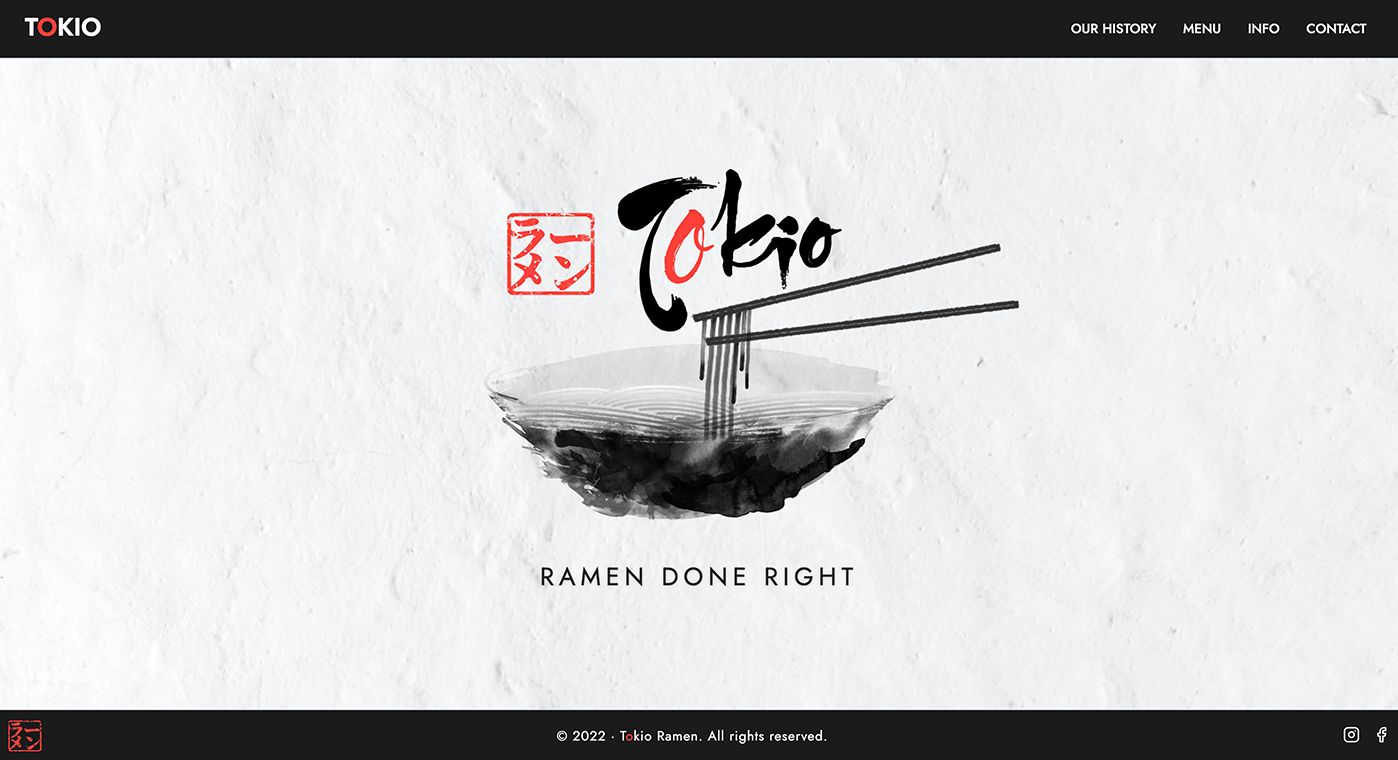 TOKIO
OUR HISTORY MENU INFO CONTACT
Tokio
ラー
メン
RAMEN DONE RIGHT
ラー
メン
© 2022 · Tokio Ramen. All rights reserved.